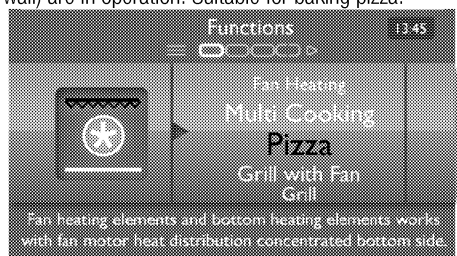 wall) are in operation. Suitable for baking pizza.
Functions
13:45
Fan Heating
Multi Cooking
Pizza
Grill with Fan
Grill
Fan heating elements and bottom heating elements works
with fan motor heat distribution concentrated bottom side.